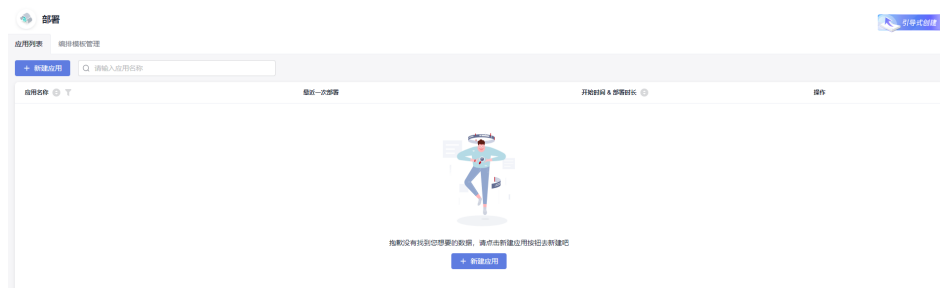 部署
引导式创建
应用列表 编排模板管理
+ 新建应用 请输入应用名称
应用名称 最近一次部署 开始时间 & 部署时长 操作
抱歉没有找到您想要的数据，请点击新建应用按钮去新建吧
+ 新建应用